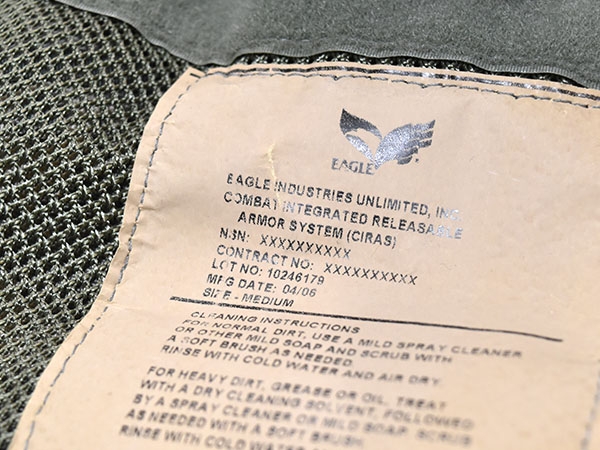 EAGLE
EAGLE INDUSTRIES UNLIMITED, INC.
COMBAT INTEGRATED RELEASABLE
ARMOR SYSTEM (CIRAS)
NSN: XXXXXXXXXX
CONTRACT NO: XXXXXXXXXX
LOT NO: 10246179
MFG DATE: 04/06
SIZE - MEDIUM
CLEANING INSTRUCTIONS
FOR NORMAL DIRT, USE A MILD SPRAY CLEANER
OR OTHER MILD SOAP AND SCRUB WITH
A SOFT BRUSH AS NEEDED.
RINSE WITH COLD WATER AND AIR DRY.
FOR HEAVY DIRT, GREASE OR OIL, TREAT
WITH A DRY CLEANING SOLVENT, FOLLOWED
BY A SPRAY CLEANER OR MILD SOAP. SCRUB
AS NEEDED WITH A SOFT BRUSH.
RINSE WITH COLD WATER